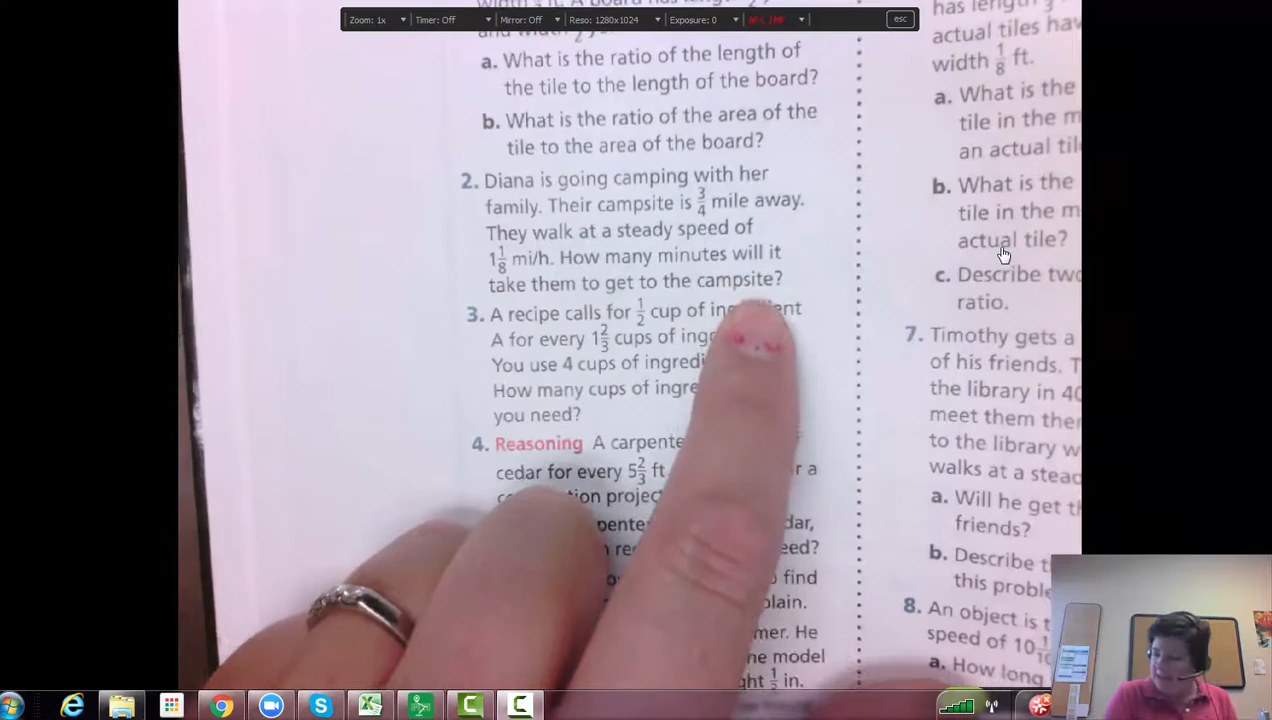 Zoom: 1x Timer: Off Mirror: Off Reso: 1280x1024 Exposure: 0 esc
a. What is the ratio of the length of
the tile to the length of the board?
b. What is the ratio of the area of the
tile to the area of the board?
2. Diana is going camping with her
family. Their campsite is 3/4 mile away.
They walk at a steady speed of
1 1/8 mi/h. How many minutes will it
take them to get to the campsite?
3. A recipe calls for 1/2 cup of
A for every 1 2/3 cups of
You use 4 cups of
How many cups of
you need?
4. Reasoning A
cedar for every 5 2/3 ft.
r a
dar,
eed?
find
plain.
mer. He
ne model
ght 1/2 in.
has length
actual tiles
width 1/8 ft.
a. What is the
tile in the m
an actual til
b. What is the
tile in the m
actual tile?
c. Describe two
ratio.
7. Timothy gets a
of his friends. T
the library in 40
meet them ther
to the library w
walks at a stead
a. Will he get th
friends?
b. Describe t
this proble
8. An object is t
speed of 10
a. How long